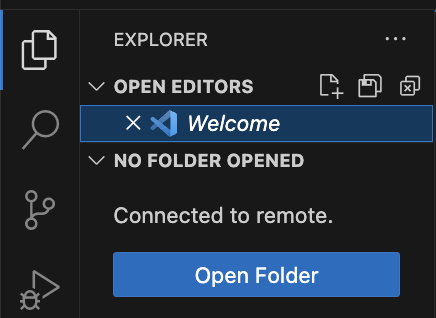 EXPLORER
OPEN EDITORS
Welcome
NO FOLDER OPENED
Connected to remote.
Open Folder